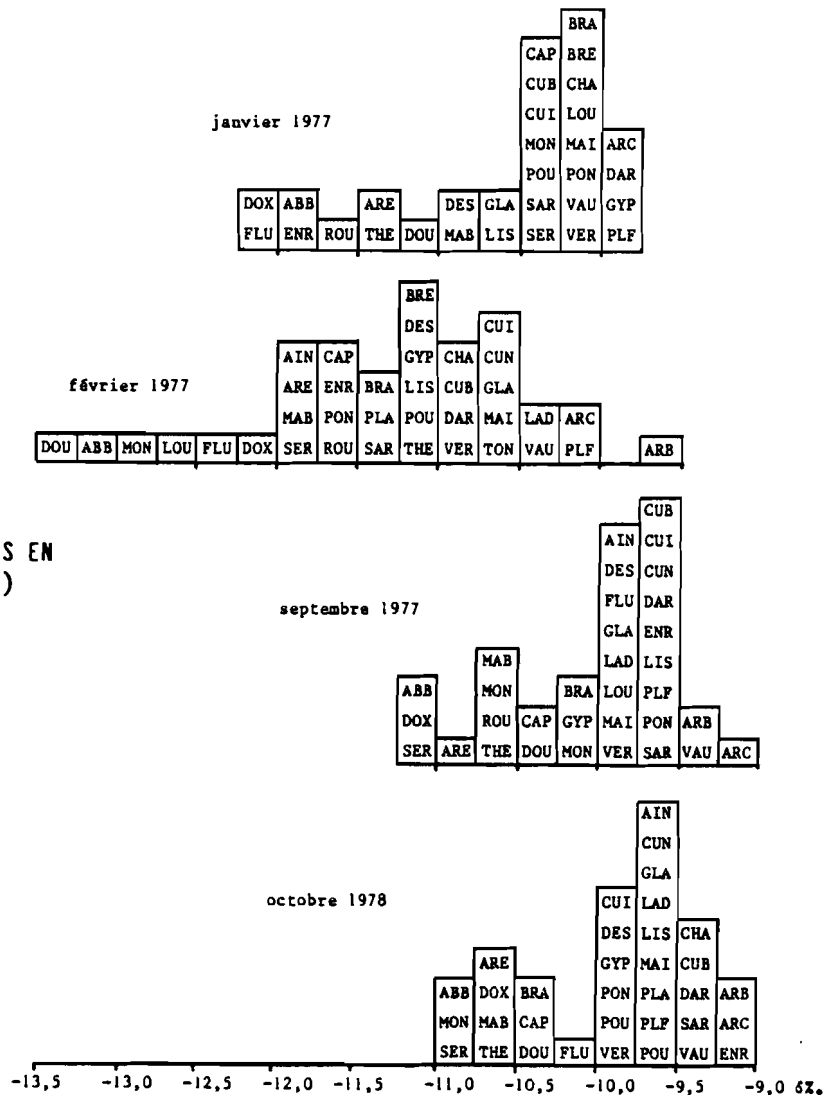 BRA
CAP BRE
CUB CHA
janvier 1977 CUI LOU
MON MAI ARC
POU PON DAR
DOX ABB ARE DES GLA SAR VAU GYP
FLU ENR ROU THE DOU MAB LIS SER VER PLF
BRE
DES CUI
AIN CAP GYP CHA CUN
février 1977 ARE ENR BRA LIS CUB GLA
MAB PON PLA POU DAR MAI LAD ARC
DOU ABB MON LOU FLU DOX SER ROU SAR THE VER TON VAU PLF ARB
CUB
S EN AIN CUI
) DES CUN
septembre 1977 FLU DAR
GLA ENR
MAB LAD LIS
ABB MON BRA LOU PLF
DOX ROU CAP GYP MAI PON ARB
SER ARE THE DOU MON VER SAR VAU ARC
AIN
CUN
GLA
octobre 1978 CUI LAD
DES LIS CHA
ARE GYP MAI CUB
ABB DOX BRA PON PLA DAR ARB
MON MAB CAP POU PLF SAR ARC
SER THE DOU FLU VER POU VAU ENR
-13,5 -13,0 -12,5 -12,0 -11,5 -11,0 -10,5 -10,0 -9,5 -9,0 δ‰